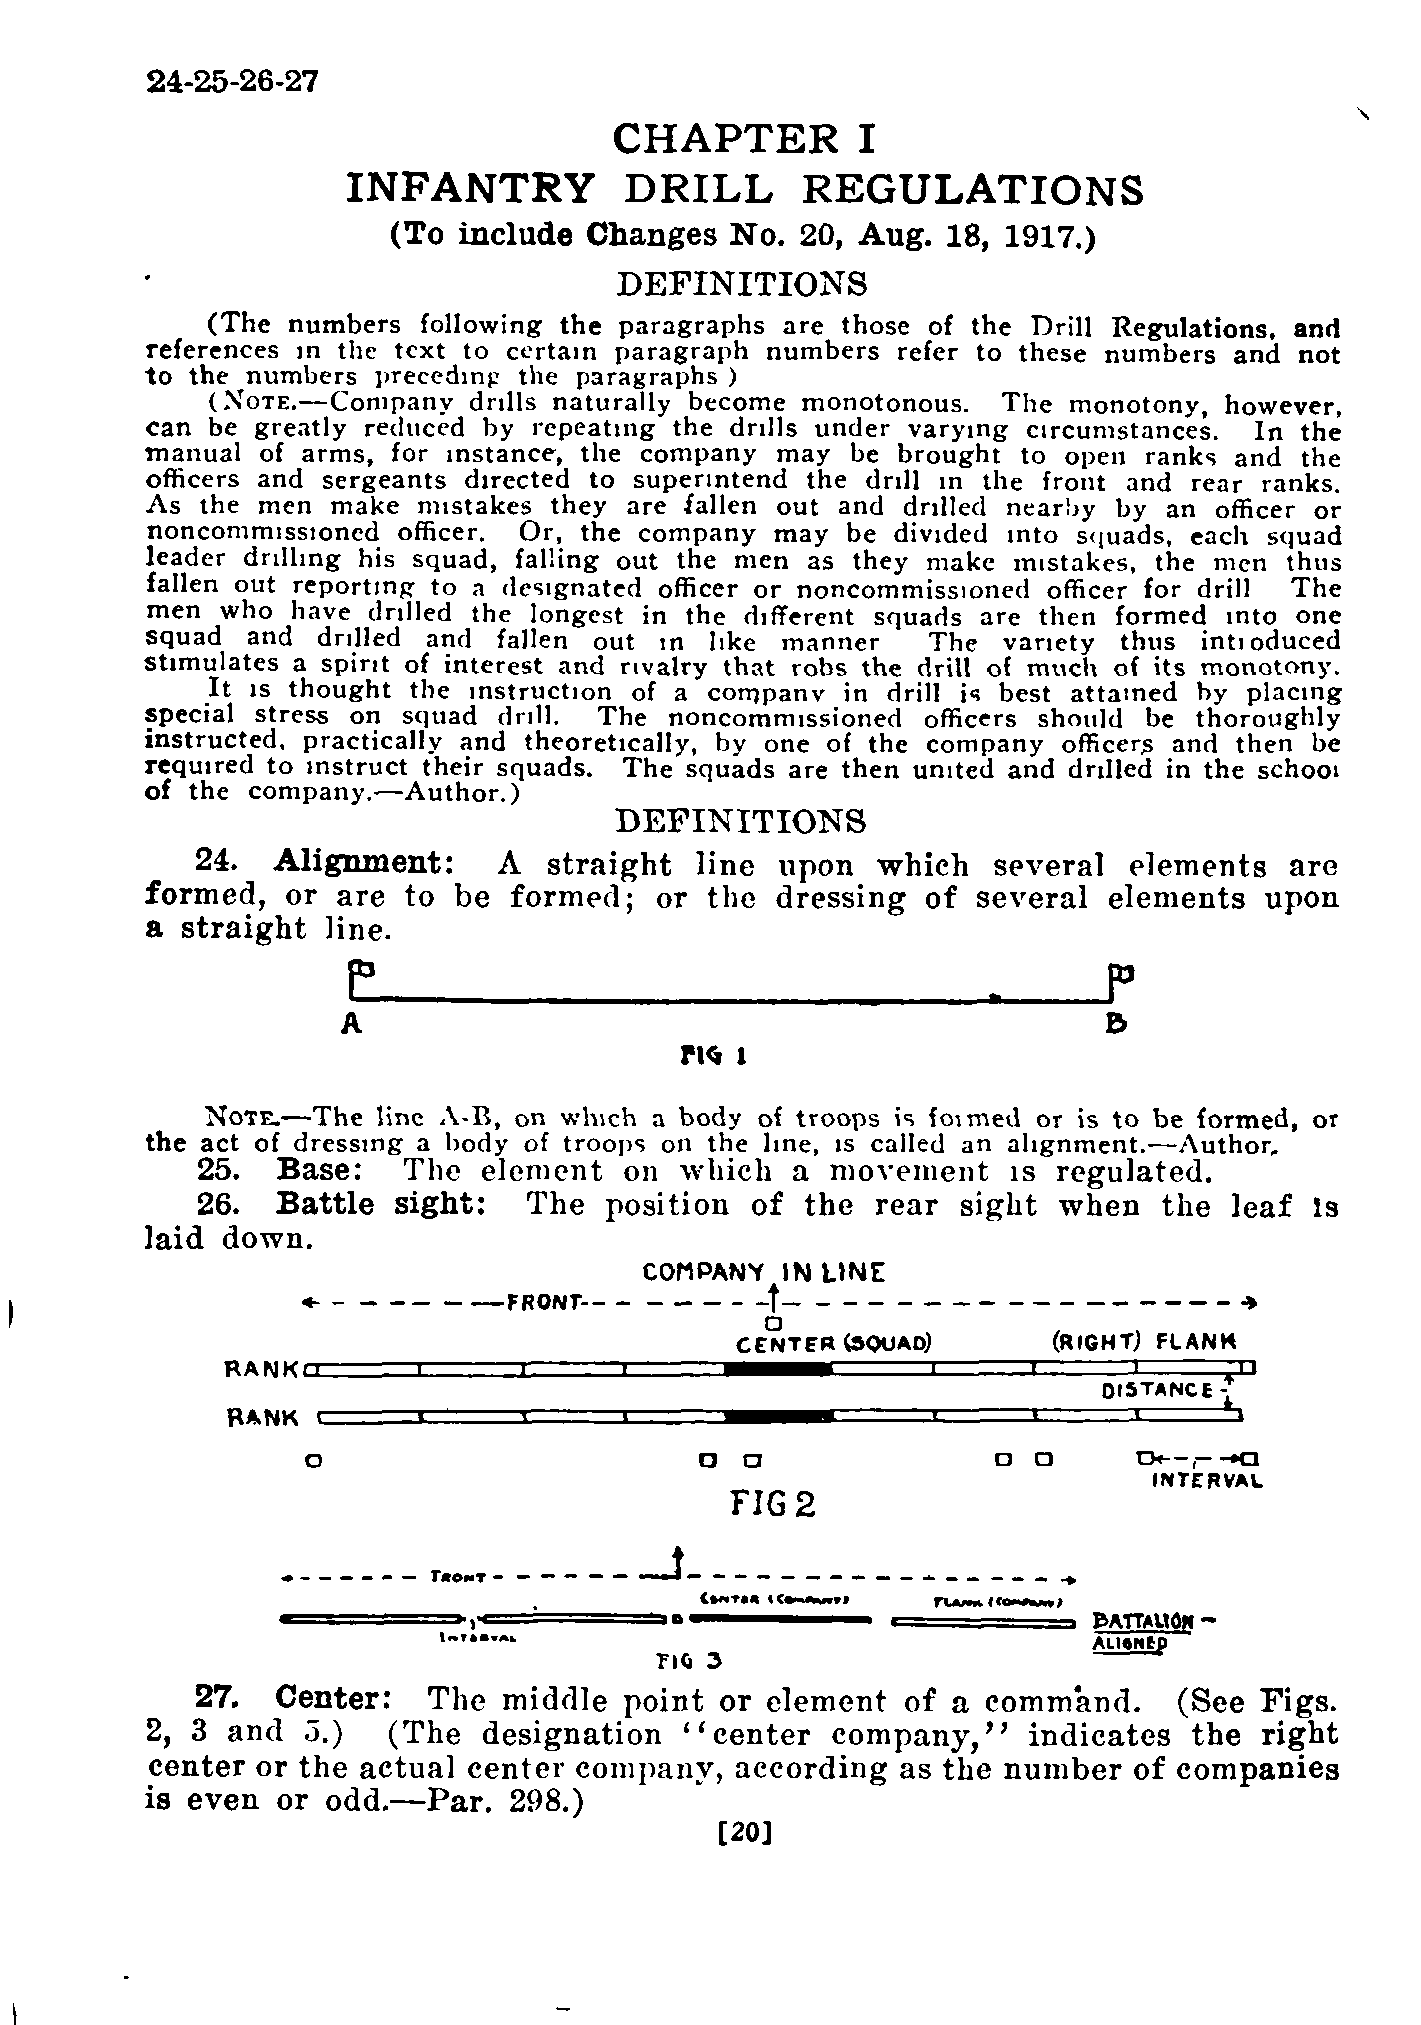 24-25-26-27
CHAPTER I
INFANTRY DRILL REGULATIONS
(To include Changes No. 20, Aug. 18, 1917.)
DEFINITIONS
(The numbers following the paragraphs are those of the Drill Regulations, and
references in the text to certain paragraph numbers refer to these numbers and not
to the numbers preceding the paragraphs )
(NOTE.—Company drills naturally become monotonous. The monotony, however,
can be greatly reduced by repeating the drills under varying circumstances. In the
manual of arms, for instance, the company may be brought to open ranks and the
officers and sergeants directed to superintend the drill in the front and rear ranks.
As the men make mistakes they are fallen out and drilled nearby by an officer or
noncommissioned officer. Or, the company may be divided into squads, each squad
leader drilling his squad, falling out the men as they make mistakes, the men thus
fallen out reporting to a designated officer or noncommissioned officer for drill The
men who have drilled the longest in the different squads are then formed into one
squad and drilled and fallen out in like manner The variety thus introduced
stimulates a spirit of interest and rivalry that robs the drill of much of its monotony.
It is thought the instruction of a company in drill is best attained by placing
special stress on squad drill. The noncommissioned officers should be thoroughly
instructed, practically and theoretically, by one of the company officers and then be
required to instruct their squads. The squads are then united and drilled in the school
of the company.—Author.)
DEFINITIONS
24. Alignment: A straight line upon which several elements are
formed, or are to be formed; or the dressing of several elements upon
a straight line.
A B
FIG 1
NOTE.—The line A-B, on which a body of troops is formed or is to be formed, or
the act of dressing a body of troops on the line, is called an alignment.—Author.
25. Base: The element on which a movement is regulated.
26. Battle sight: The position of the rear sight when the leaf is
laid down.
COMPANY IN LINE
FRONT
CENTER (SQUAD) (RIGHT) FLANK
RANK
DISTANCE
RANK
INTERVAL
FIG 2
FRONT
CENTER (COMPANY) FLANK (COMPANY)
BATTALION
INTERVAL ALIGNED
FIG 3
27. Center: The middle point or element of a command. (See Figs.
2, 3 and 5.) (The designation “center company,” indicates the right
center or the actual center company, according as the number of companies
is even or odd.—Par. 298.)
[20]